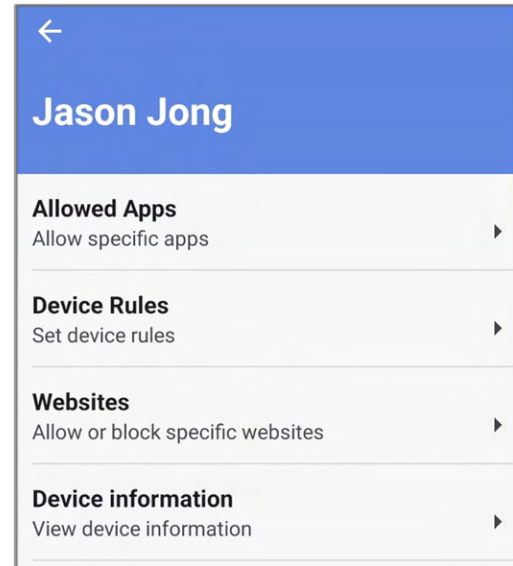 Jason Jong
Allowed Apps
Allow specific apps
Device Rules
Set device rules
Websites
Allow or block specific websites
Device information
View device information